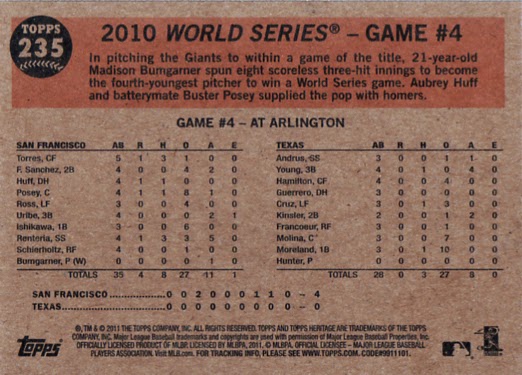 TOPPS
235
2010 WORLD SERIES® – GAME #4
In pitching the Giants to within a game of the title, 21-year-old
Madison Bumgarner spun eight scoreless three-hit innings to become
the fourth-youngest pitcher to win a World Series game. Aubrey Huff
and batterymate Buster Posey supplied the pop with homers.
GAME #4 – AT ARLINGTON
SAN FRANCISCO AB R H O A E
Torres, CF 5 1 3 1 0 0
F. Sanchez, 2B 4 0 0 4 2 0
Huff, DH 4 1 1 0 0 0
Posey, C 4 1 1 8 1 0
Ross, LF 3 0 0 4 0 0
Uribe, 3B 4 0 0 0 2 1
Ishikawa, 1B 3 0 0 6 0 0
Renteria, SS 4 1 3 3 5 0
Schierholtz, RF 4 0 0 1 0 0
Bumgarner, P (W) 0 0 0 0 1 0
TOTALS 35 4 8 27 11 1
TEXAS AB R H O A E
Andrus, SS 3 0 0 1 1 0
Young, 3B 4 0 1 0 4 0
Hamilton, CF 4 0 0 4 0 0
Guerrero, DH 3 0 0 0 0 0
Cruz, LF 3 0 1 3 0 0
Kinsler, 2B 2 0 0 1 2 0
Francoeur, RF 3 0 0 1 0 0
Molina, C 3 0 0 7 0 0
Moreland, 1B 3 0 1 10 0 0
Hunter, P 0 0 0 0
TOTALS 28 0 3 27 8 0
SAN FRANCISCO 0 0 2 0 0 0 1 1 0 – 4
TEXAS 0 0 0 0 0 0 0 0 0 – 0
®, TM & © 2011 THE TOPPS COMPANY, INC. ALL RIGHTS RESERVED. TOPPS AND TOPPS HERITAGE ARE TRADEMARKS OF THE TOPPS
COMPANY, INC. Major League Baseball trademarks and copyrights are used with permission of Major League Baseball Properties, Inc.
OFFICIALLY LICENSED PRODUCT OF MLBP. LICENSED BY MLBPA, 2011. © MLBPA. OFFICIAL LICENSEE – MAJOR LEAGUE BASEBALL
PLAYERS ASSOCIATION. Visit MLB.com. FOR TRACKING INFO, PLEASE SEE WWW.TOPPS.COM. CODE#9911101.
Topps